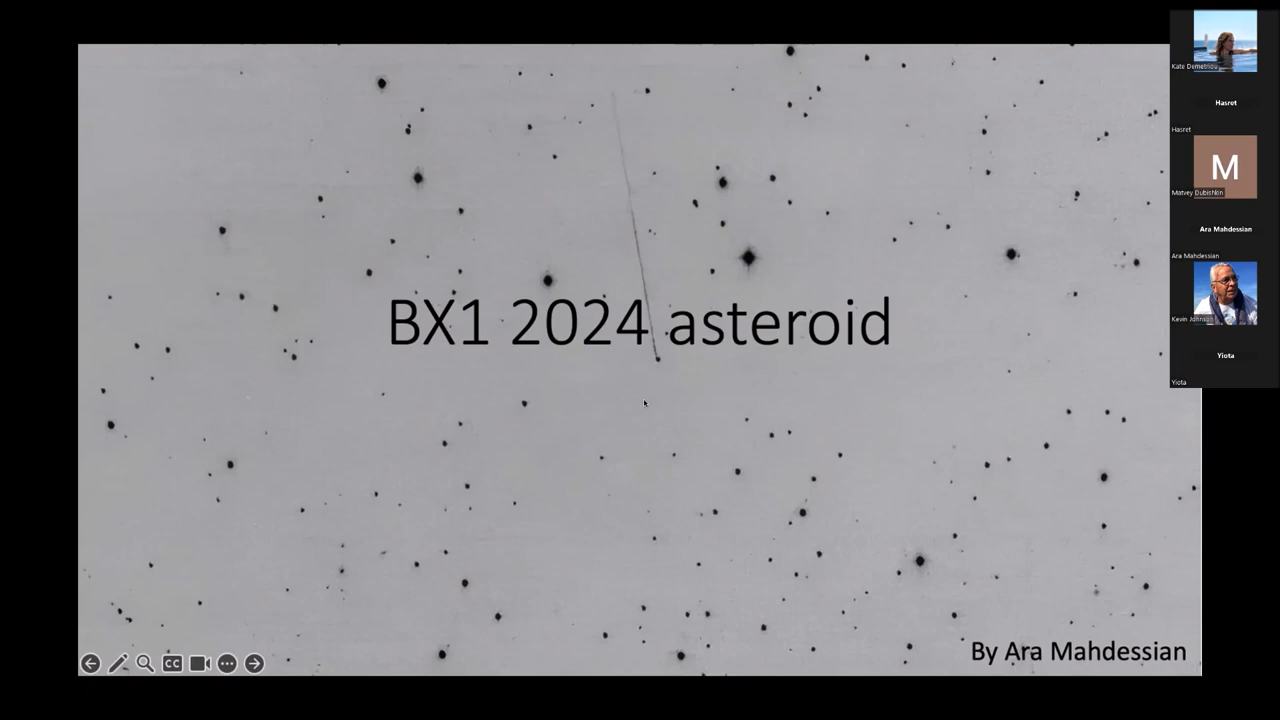 BX1 2024 asteroid
By Ara Mahdessian
CC
Kate Demetriou
Hasret
Hasret
M
Matvey Dubishkin
Ara Mahdessian
Ara Mahdessian
Kevin Johnson
Yiota
Yiota